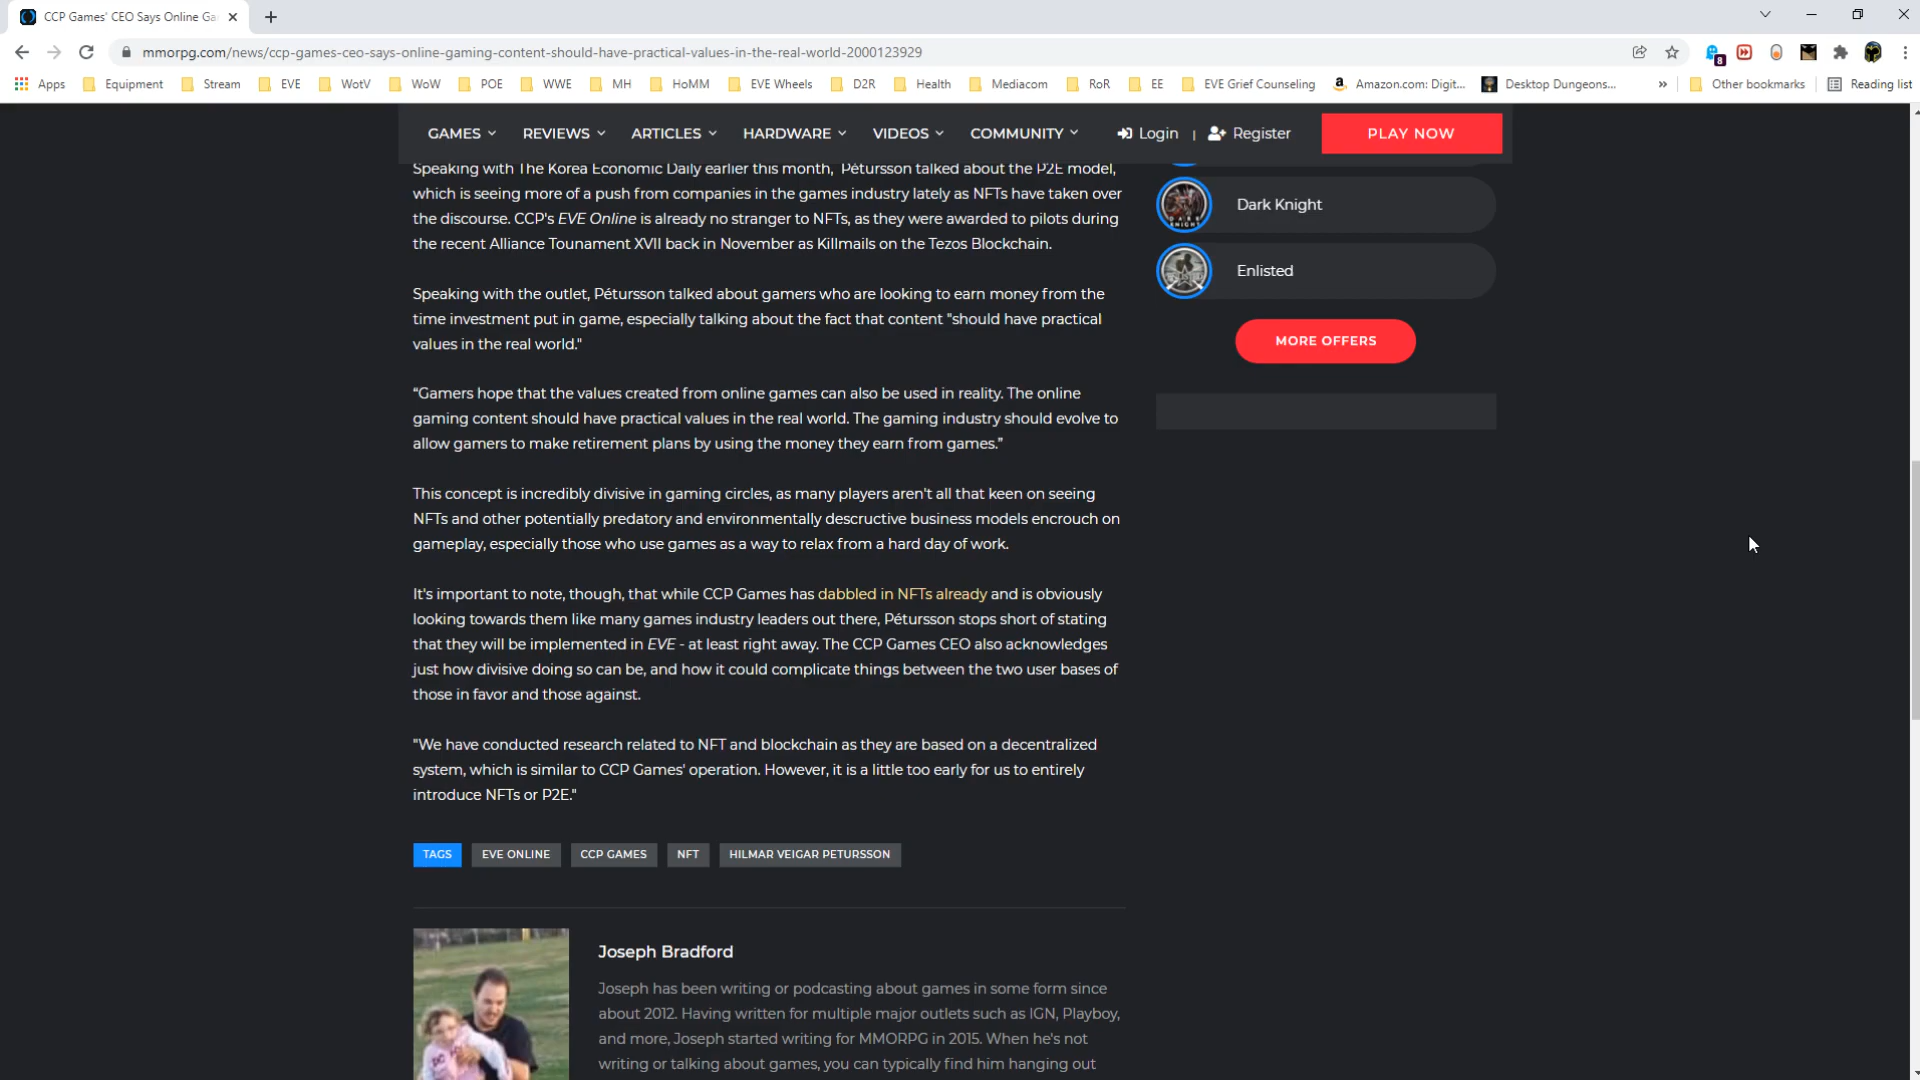 CCP Games' CEO Says Online Ga
mmorpg.com/news/ccp-games-ceo-says-online-gaming-content-should-have-practical-values-in-the-real-world-2000123929
8
Apps Equipment Stream EVE WotV WoW POE WWE MH HoMM EVE Wheels D2R Health Mediacom RoR EE EVE Grief Counseling Amazon.com: Digit... Desktop Dungeons... » Other bookmarks Reading list
GAMES REVIEWS ARTICLES HARDWARE VIDEOS COMMUNITY Login | Register PLAY NOW
Speaking with The Korea Economic Daily earlier this month, Pétursson talked about the P2E model,
which is seeing more of a push from companies in the games industry lately as NFTs have taken over
the discourse. CCP's EVE Online is already no stranger to NFTs, as they were awarded to pilots during
the recent Alliance Tounament XVII back in November as Killmails on the Tezos Blockchain.
Speaking with the outlet, Pétursson talked about gamers who are looking to earn money from the
time investment put in game, especially talking about the fact that content "should have practical
values in the real world."
“Gamers hope that the values created from online games can also be used in reality. The online
gaming content should have practical values in the real world. The gaming industry should evolve to
allow gamers to make retirement plans by using the money they earn from games.”
This concept is incredibly divisive in gaming circles, as many players aren't all that keen on seeing
NFTs and other potentially predatory and environmentally descructive business models encrouch on
gameplay, especially those who use games as a way to relax from a hard day of work.
It's important to note, though, that while CCP Games has dabbled in NFTs already and is obviously
looking towards them like many games industry leaders out there, Pétursson stops short of stating
that they will be implemented in EVE - at least right away. The CCP Games CEO also acknowledges
just how divisive doing so can be, and how it could complicate things between the two user bases of
those in favor and those against.
"We have conducted research related to NFT and blockchain as they are based on a decentralized
system, which is similar to CCP Games' operation. However, it is a little too early for us to entirely
introduce NFTs or P2E."
TAGS EVE ONLINE CCP GAMES NFT HILMAR VEIGAR PETURSSON
Joseph Bradford
Joseph has been writing or podcasting about games in some form since
about 2012. Having written for multiple major outlets such as IGN, Playboy,
and more, Joseph started writing for MMORPG in 2015. When he's not
writing or talking about games, you can typically find him hanging out
DARK
KNIGHT
Dark Knight
Enlisted
MORE OFFERS